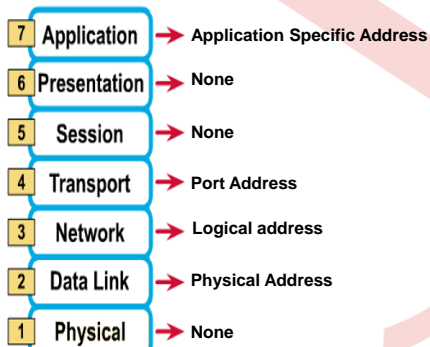 7 Application Application Specific Address
6 Presentation None
5 Session None
4 Transport Port Address
3 Network Logical address
2 Data Link Physical Address
1 Physical None